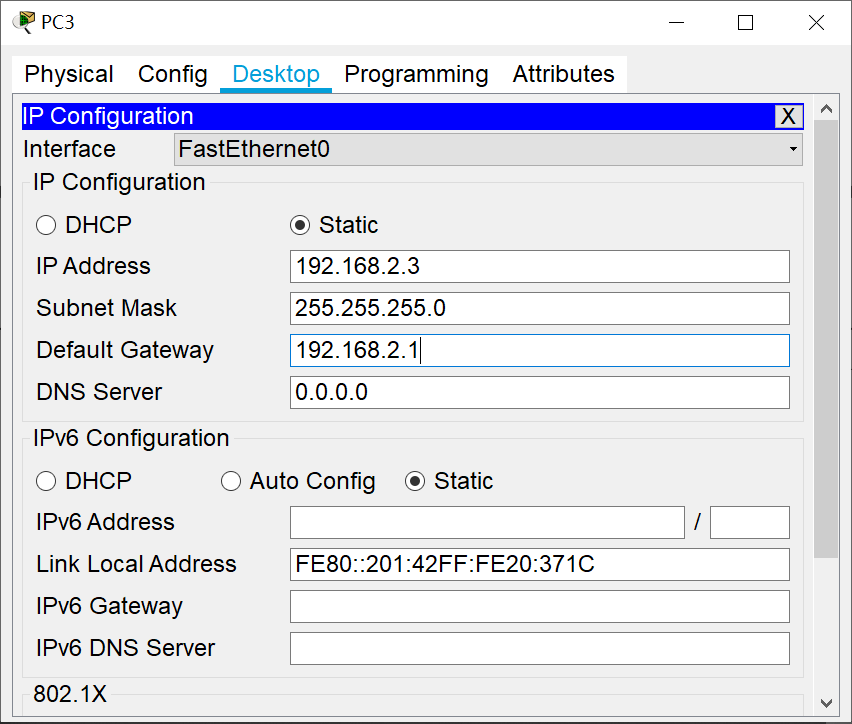 PC3
Physical Config Desktop Programming Attributes
IP Configuration X
Interface FastEthernet0
IP Configuration
DHCP Static
IP Address 192.168.2.3
Subnet Mask 255.255.255.0
Default Gateway 192.168.2.1
DNS Server 0.0.0.0
IPv6 Configuration
DHCP Auto Config Static
IPv6 Address /
Link Local Address FE80::201:42FF:FE20:371C
IPv6 Gateway
IPv6 DNS Server
802.1X